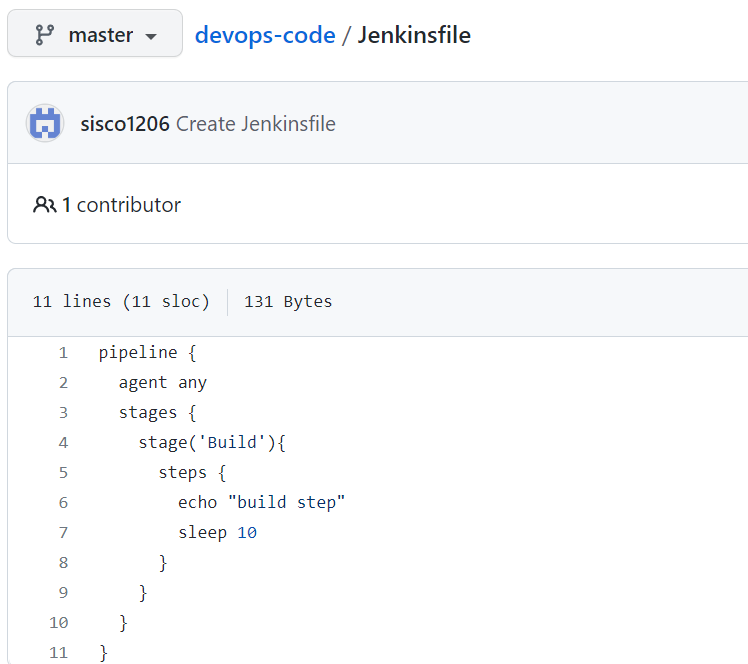 master devops-code / Jenkinsfile
sisco1206 Create Jenkinsfile
1 contributor
11 lines (11 sloc) 131 Bytes
1 pipeline {
2   agent any
3   stages {
4     stage('Build'){
5       steps {
6         echo "build step"
7         sleep 10
8       }
9     }
10   }
11 }